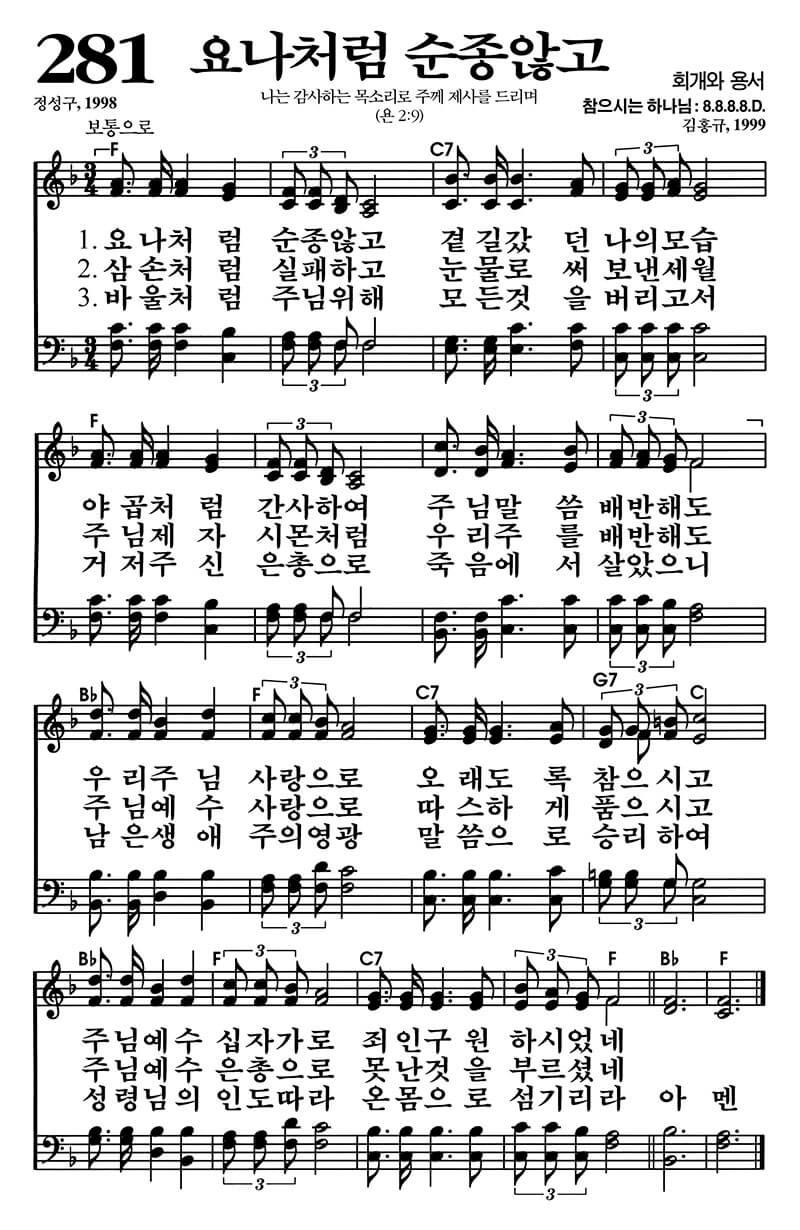 281 요나처럼 순종않고
회개와 용서
정성구, 1998 나는 감사하는 목소리로 주께 제사를 드리며 참으시는 하나님 : 8.8.8.8.D.
(욘 2:9) 김홍규, 1999
보통으로
F 3 C7 3
3/4
1. 요 나처 럼 순종않고 곁 길갔 던 나의모습
2. 삼 손처 럼 실패하고 눈 물로 써 보낸세월
3. 바 울처 럼 주님위해 모 든것 을 버리고서
3/4
3 3
F 3 3
야 곱처 럼 간사하여 주 님말 씀 배반해도
주 님제 자 시몬처럼 우 리주 를 배반해도
거 저주 신 은총으로 죽 음에 서 살았으니
3 3
B♭ F 3 C7 G7 3 C
우 리주 님 사랑으로 오 래도 록 참으시고
주 님예 수 사랑으로 따 스하 게 품으시고
남 은생 애 주의영광 말 씀으 로 승리하여
3 3
B♭ F 3 C7 3 F B♭ F
주 님예 수 십자가로 죄 인구 원 하시었네
주 님예 수 은총으로 못 난것 을 부르셨네
성 령님 의 인도따라 온 몸으 로 섬기리라 아 멘
3 3